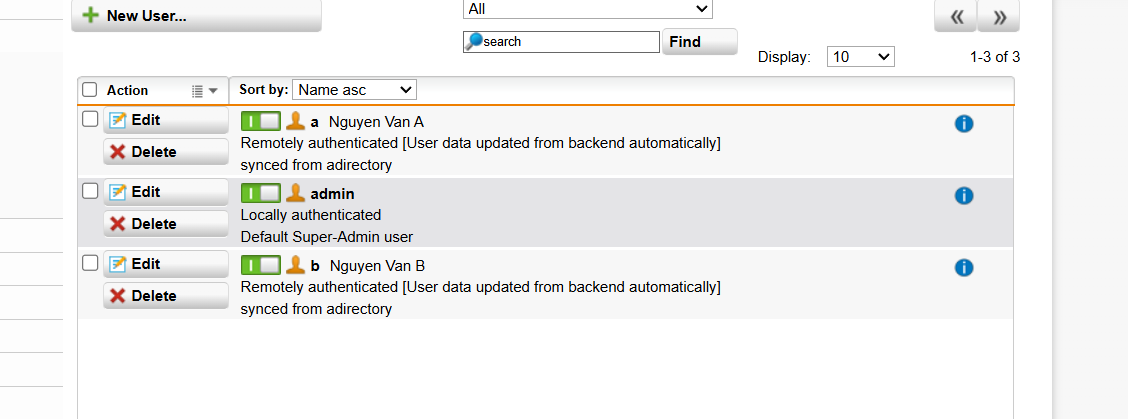 New User...
All
search
Find
Display:
10
1-3 of 3
Action
Sort by:
Name asc
Edit
a Nguyen Van A
Delete
Remotely authenticated [User data updated from backend automatically]
synced from adirectory
Edit
admin
Delete
Locally authenticated
Default Super-Admin user
Edit
b Nguyen Van B
Delete
Remotely authenticated [User data updated from backend automatically]
synced from adirectory